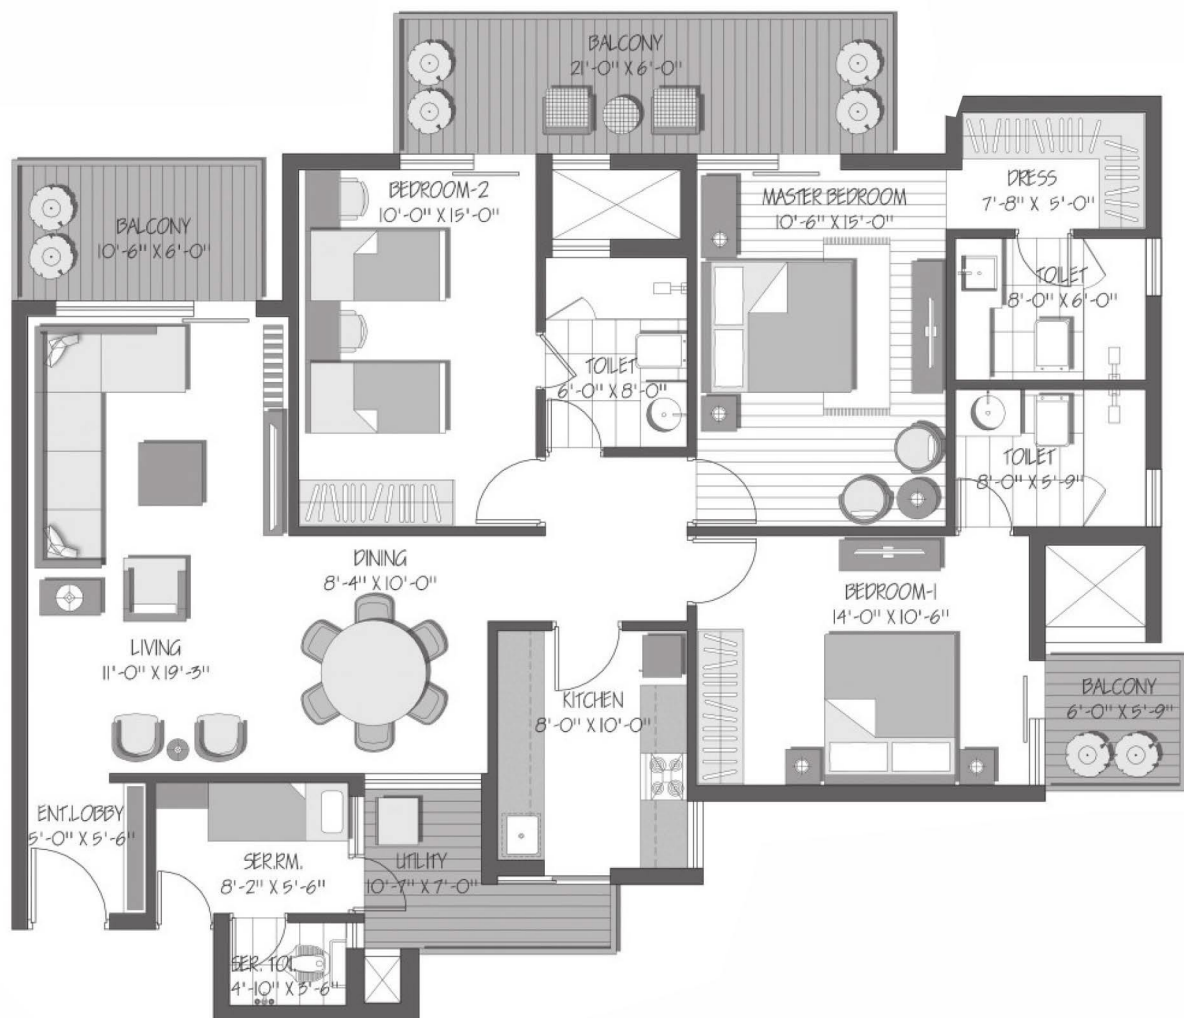 BALCONY
21'-0" X 6'-0"
BALCONY
10'-6" X 6'-0"
BEDROOM-2
10'-0" X 15'-0"
MASTER BEDROOM
10'-6" X 15'-0"
DRESS
7'-8" X 5'-0"
TOILET
8'-0" X 6'-0"
TOILET
6'-0" X 8'-0"
TOILET
8'-0" X 5'-9"
DINING
8'-4" X 10'-0"
BEDROOM-1
14'-0" X 10'-6"
LIVING
11'-0" X 19'-3"
KITCHEN
8'-0" X 10'-0"
BALCONY
6'-0" X 5'-9"
ENT.LOBBY
5'-0" X 5'-6"
SER.RM.
8'-2" X 5'-6"
UTILITY
10'-7" X 7'-0"
SER. TOI.
4'-10" X 3'-6"